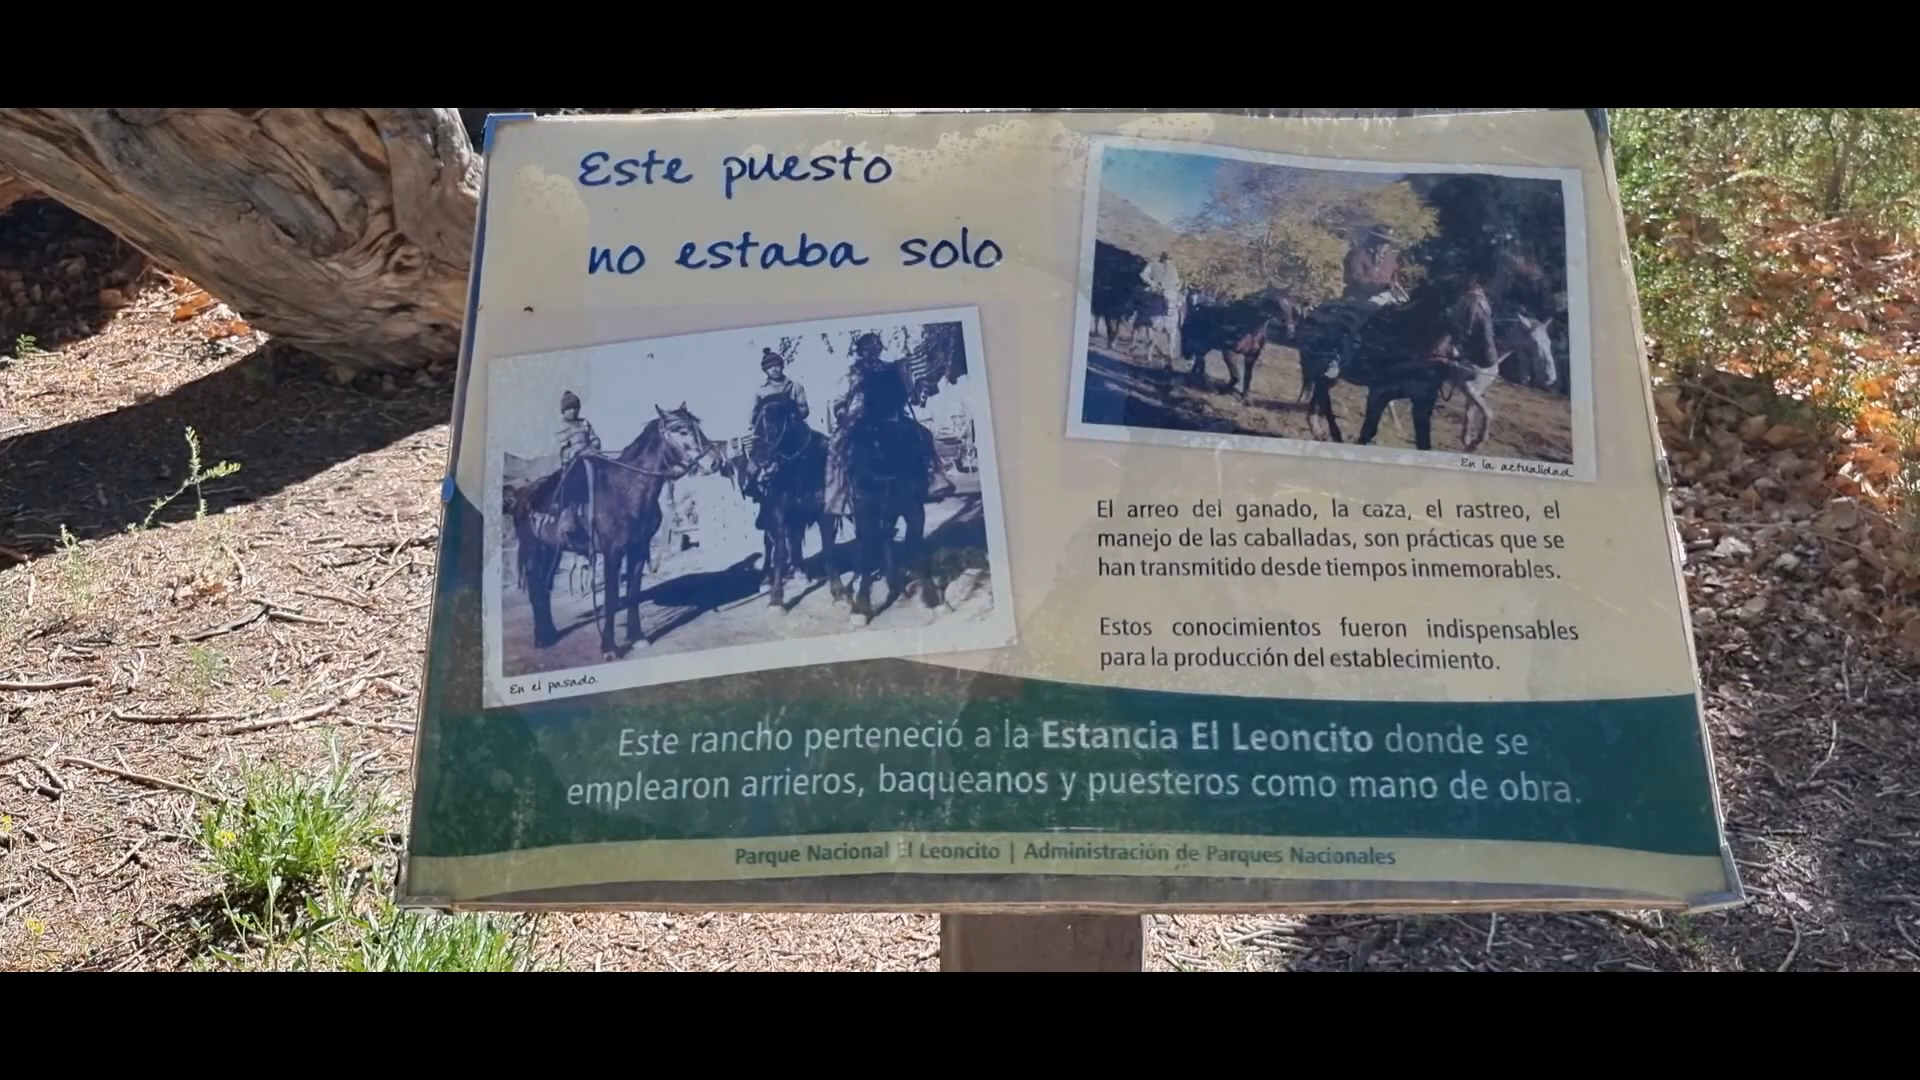 Este puesto
no estaba solo
En la actualidad
El arreo del ganado, la caza, el rastreo, el
manejo de las caballadas, son prácticas que se
han transmitido desde tiempos inmemorables.
Estos conocimientos fueron indispensables
para la producción del establecimiento.
En el pasado.
Este rancho perteneció a la Estancia El Leoncito donde se
emplearon arrieros, baqueanos y puesteros como mano de obra.
Parque Nacional El Leoncito | Administración de Parques Nacionales